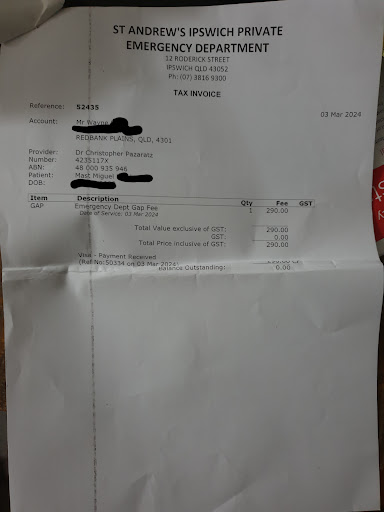 ST ANDREW'S IPSWICH PRIVATE
EMERGENCY DEPARTMENT
12 RODERICK STREET
IPSWICH QLD 43052
Ph: (07) 3816 9300
TAX INVOICE
Reference: 52435
03 Mar 2024
Account: Mr Wayne
REDBANK PLAINS, QLD, 4301
Provider: Dr Christopher Pazaratz
Number: 4235117X
ABN: 48 000 935 946
Patient: Mast Miguel
DOB:
Item Description Qty Fee GST
GAP Emergency Dept Gap Fee 1 290.00
Date of Service: 03 Mar 2024
Total Value exclusive of GST: 290.00
GST: 0.00
Total Price inclusive of GST: 290.00
Visa - Payment Received
(Ref No:50334 on 03 Mar 2024)
Balance Outstanding: 0.00